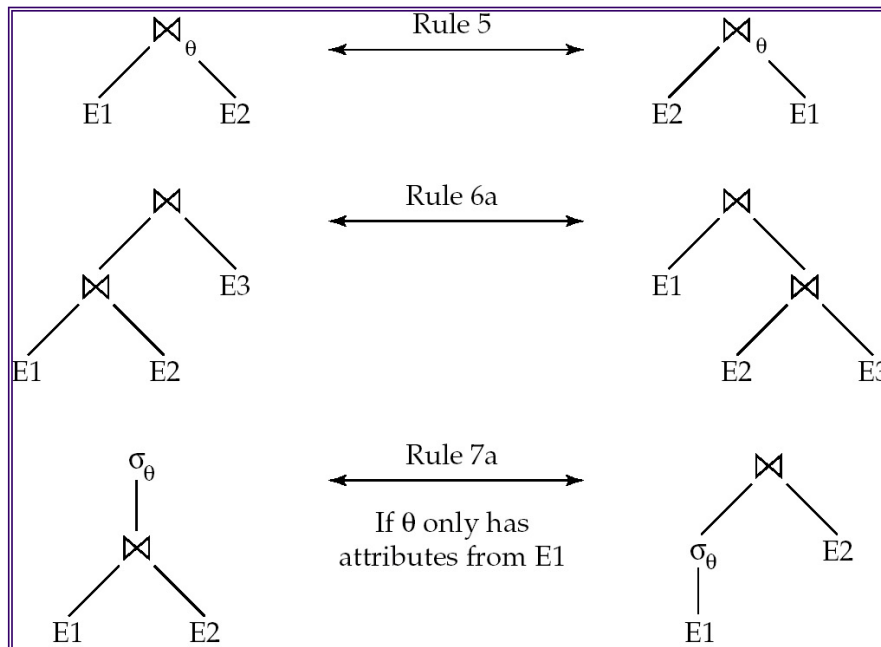 ⋈θ Rule 5 ⋈θ
E1 E2 E2 E1
⋈ Rule 6a ⋈
⋈ E3 E1 ⋈
E1 E2 E2 E3
σθ Rule 7a ⋈
If θ only has
attributes from E1
⋈ σθ E2
E1 E2 E1